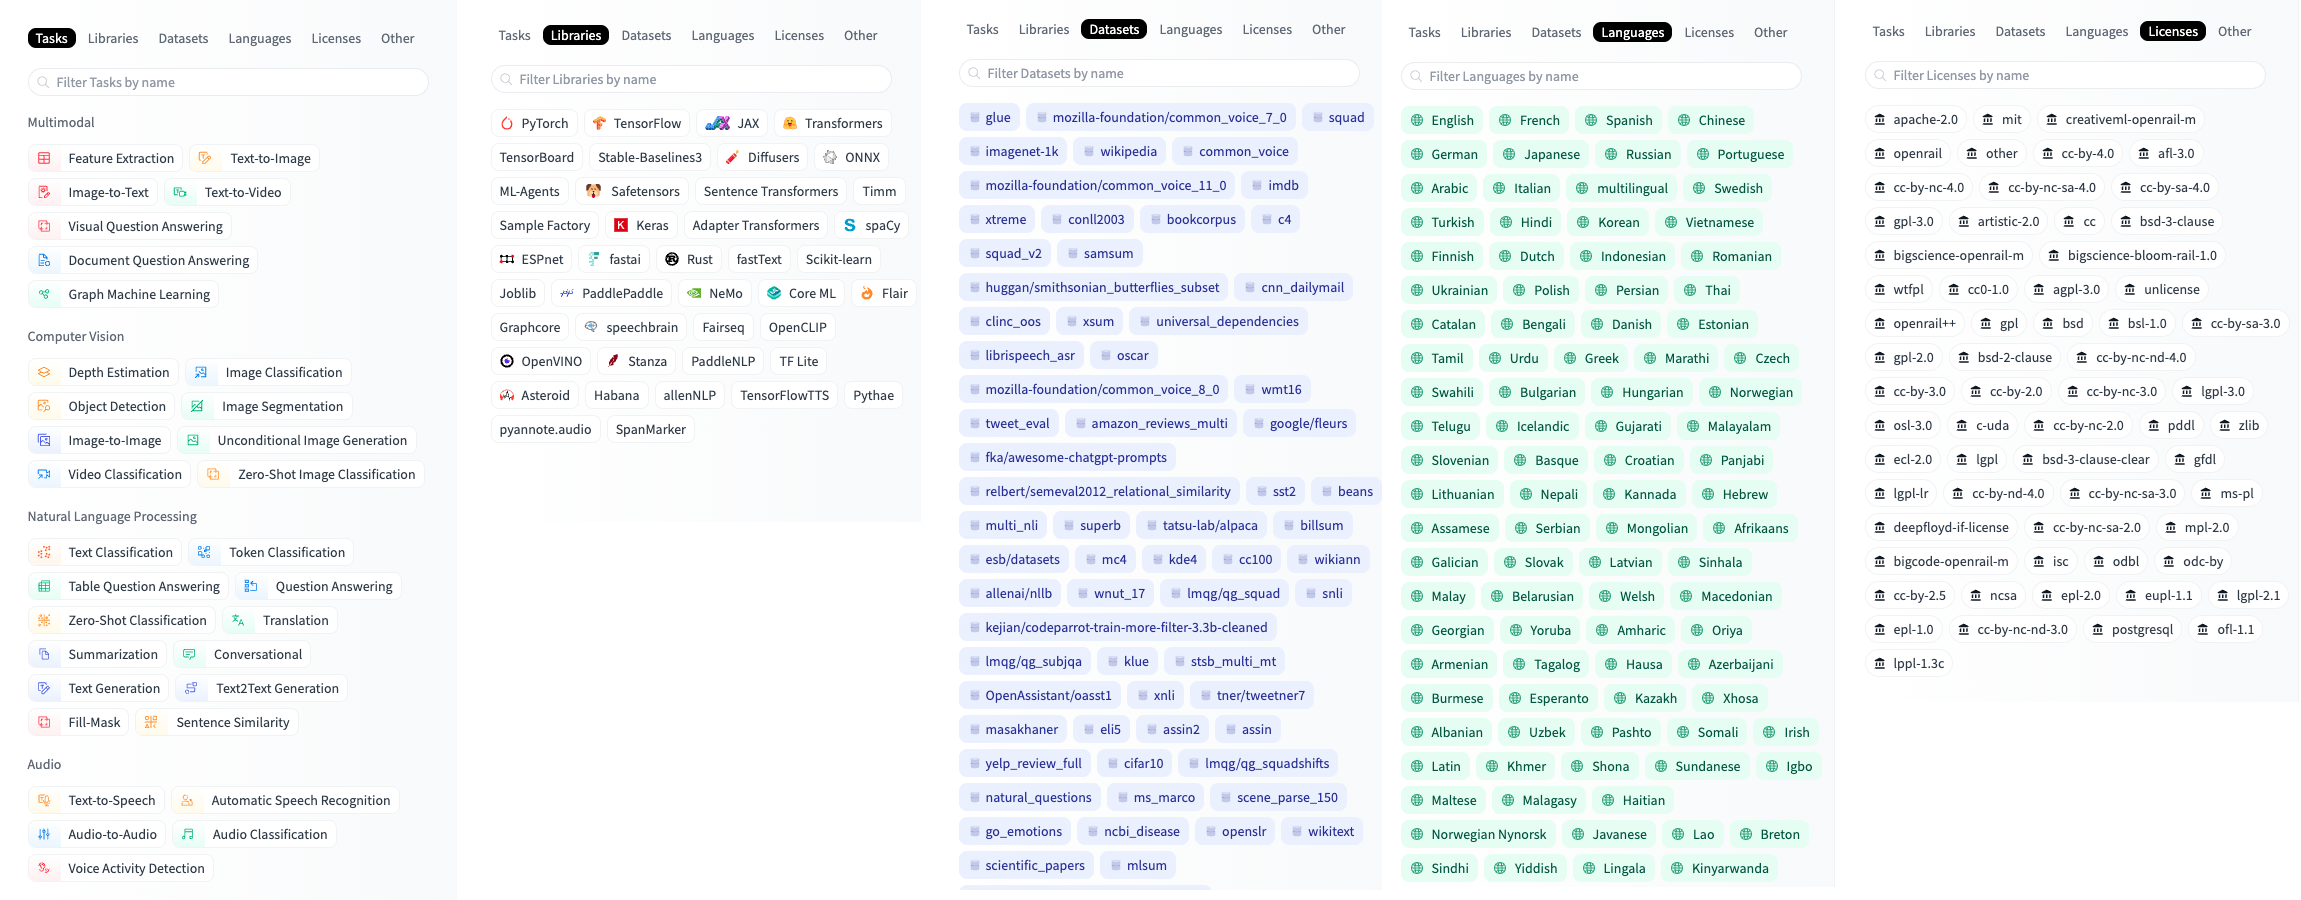 Tasks Libraries Datasets Languages Licenses Other
Filter Tasks by name
Multimodal
Feature Extraction Text-to-Image
Image-to-Text Text-to-Video
Visual Question Answering
Document Question Answering
Graph Machine Learning
Computer Vision
Depth Estimation Image Classification
Object Detection Image Segmentation
Image-to-Image Unconditional Image Generation
Video Classification Zero-Shot Image Classification
Natural Language Processing
Text Classification Token Classification
Table Question Answering Question Answering
Zero-Shot Classification Translation
Summarization Conversational
Text Generation Text2Text Generation
Fill-Mask Sentence Similarity
Audio
Text-to-Speech Automatic Speech Recognition
Audio-to-Audio Audio Classification
Voice Activity Detection
Tasks Libraries Datasets Languages Licenses Other
Filter Libraries by name
PyTorch TensorFlow JAX Transformers
TensorBoard Stable-Baselines3 Diffusers ONNX
ML-Agents Safetensors Sentence Transformers Timm
Sample Factory Keras Adapter Transformers spaCy
ESPnet fastai Rust fastText Scikit-learn
Joblib PaddlePaddle NeMo Core ML Flair
Graphcore speechbrain Fairseq OpenCLIP
OpenVINO Stanza PaddleNLP TF Lite
Asteroid Habana allenNLP TensorFlowTTS Pythae
pyannote.audio SpanMarker
Tasks Libraries Datasets Languages Licenses Other
Filter Datasets by name
glue mozilla-foundation/common_voice_7_0 squad
imagenet-1k wikipedia common_voice
mozilla-foundation/common_voice_11_0 imdb
xtreme conll2003 bookcorpus c4
squad_v2 samsum
huggan/smithsonian_butterflies_subset cnn_dailymail
clinc_oos xsum universal_dependencies
librispeech_asr oscar
mozilla-foundation/common_voice_8_0 wmt16
tweet_eval amazon_reviews_multi google/fleurs
fka/awesome-chatgpt-prompts
relbert/semeval2012_relational_similarity sst2 beans
multi_nli superb tatsu-lab/alpaca billsum
esb/datasets mc4 kde4 cc100 wikiann
allenai/nllb wnut_17 lmqg/qg_squad snli
kejian/codeparrot-train-more-filter-3.3b-cleaned
lmqg/qg_subjqa klue stsb_multi_mt
OpenAssistant/oasst1 xnli tner/tweetner7
masakhaner eli5 assin2 assin
yelp_review_full cifar10 lmqg/qg_squadshifts
natural_questions ms_marco scene_parse_150
go_emotions ncbi_disease openslr wikitext
scientific_papers mlsum
Tasks Libraries Datasets Languages Licenses Other
Filter Languages by name
English French Spanish Chinese
German Japanese Russian Portuguese
Arabic Italian multilingual Swedish
Turkish Hindi Korean Vietnamese
Finnish Dutch Indonesian Romanian
Ukrainian Polish Persian Thai
Catalan Bengali Danish Estonian
Tamil Urdu Greek Marathi Czech
Swahili Bulgarian Hungarian Norwegian
Telugu Icelandic Gujarati Malayalam
Slovenian Basque Croatian Panjabi
Lithuanian Nepali Kannada Hebrew
Assamese Serbian Mongolian Afrikaans
Galician Slovak Latvian Sinhala
Malay Belarusian Welsh Macedonian
Georgian Yoruba Amharic Oriya
Armenian Tagalog Hausa Azerbaijani
Burmese Esperanto Kazakh Xhosa
Albanian Uzbek Pashto Somali Irish
Latin Khmer Shona Sundanese Igbo
Maltese Malagasy Haitian
Norwegian Nynorsk Javanese Lao Breton
Sindhi Yiddish Lingala Kinyarwanda
Tasks Libraries Datasets Languages Licenses Other
Filter Licenses by name
apache-2.0 mit creativeml-openrail-m
openrail other cc-by-4.0 afl-3.0
cc-by-nc-4.0 cc-by-nc-sa-4.0 cc-by-sa-4.0
gpl-3.0 artistic-2.0 cc bsd-3-clause
bigscience-openrail-m bigscience-bloom-rail-1.0
wtfpl cc0-1.0 agpl-3.0 unlicense
openrail++ gpl bsd bsl-1.0 cc-by-sa-3.0
gpl-2.0 bsd-2-clause cc-by-nc-nd-4.0
cc-by-3.0 cc-by-2.0 cc-by-nc-3.0 lgpl-3.0
osl-3.0 c-uda cc-by-nc-2.0 pddl zlib
ecl-2.0 lgpl bsd-3-clause-clear gfdl
lgpl-lr cc-by-nd-4.0 cc-by-nc-sa-3.0 ms-pl
deepfloyd-if-license cc-by-nc-sa-2.0 mpl-2.0
bigcode-openrail-m isc odbl odc-by
cc-by-2.5 ncsa epl-2.0 eupl-1.1 lgpl-2.1
epl-1.0 cc-by-nc-nd-3.0 postgresql ofl-1.1
lppl-1.3c